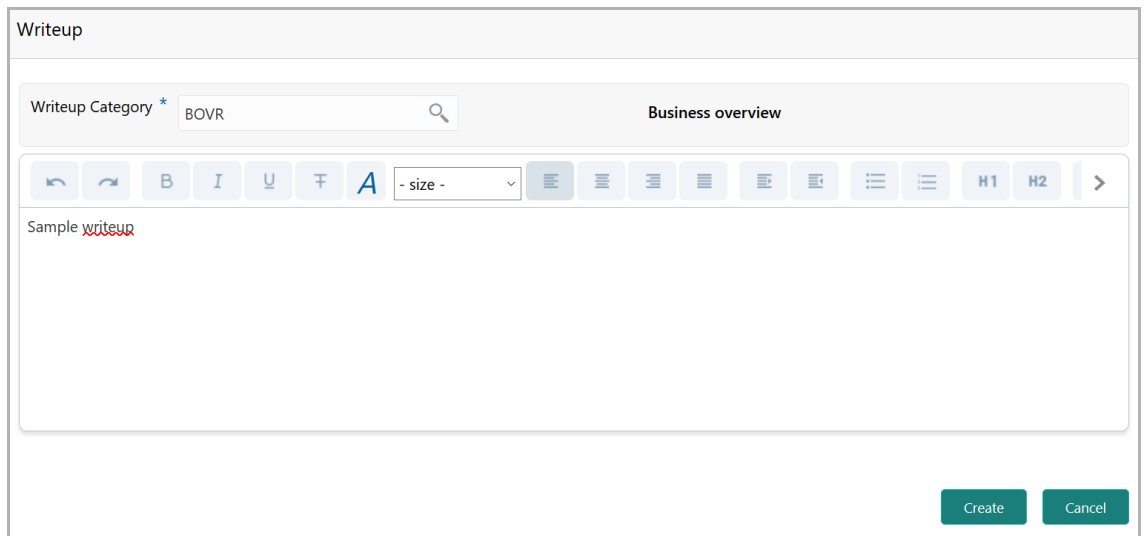 Writeup
Writeup Category * BOVR Business overview
B I U T A - size - H1 H2
Sample writeup
Create Cancel